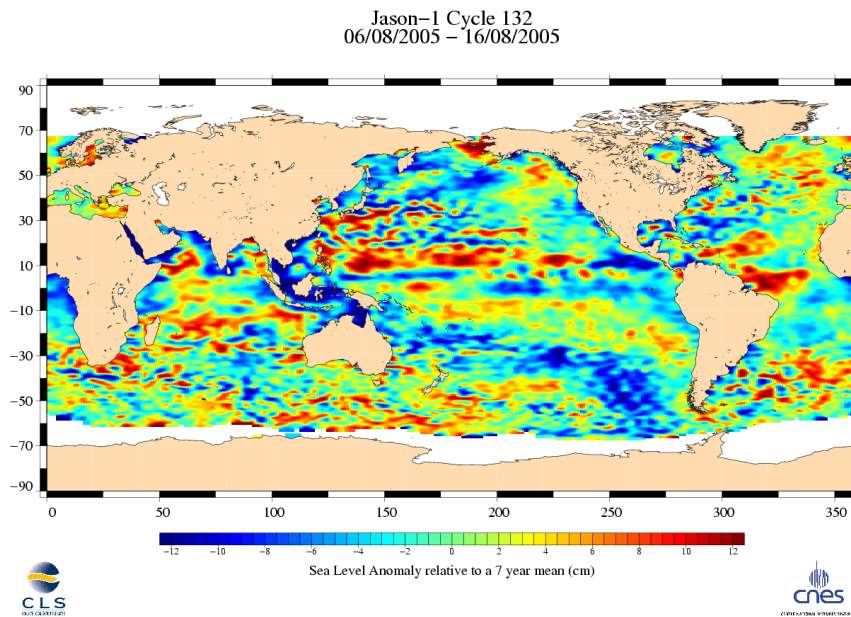 Jason-1 Cycle 132
06/08/2005 - 16/08/2005
90
70
50
30
10
-10
-30
-50
-70
-90
0 50 100 150 200 250 300 350
-12 -10 -8 -6 -4 -2 0 2 4 6 8 10 12
Sea Level Anomaly relative to a 7 year mean (cm)
CLS
cnes